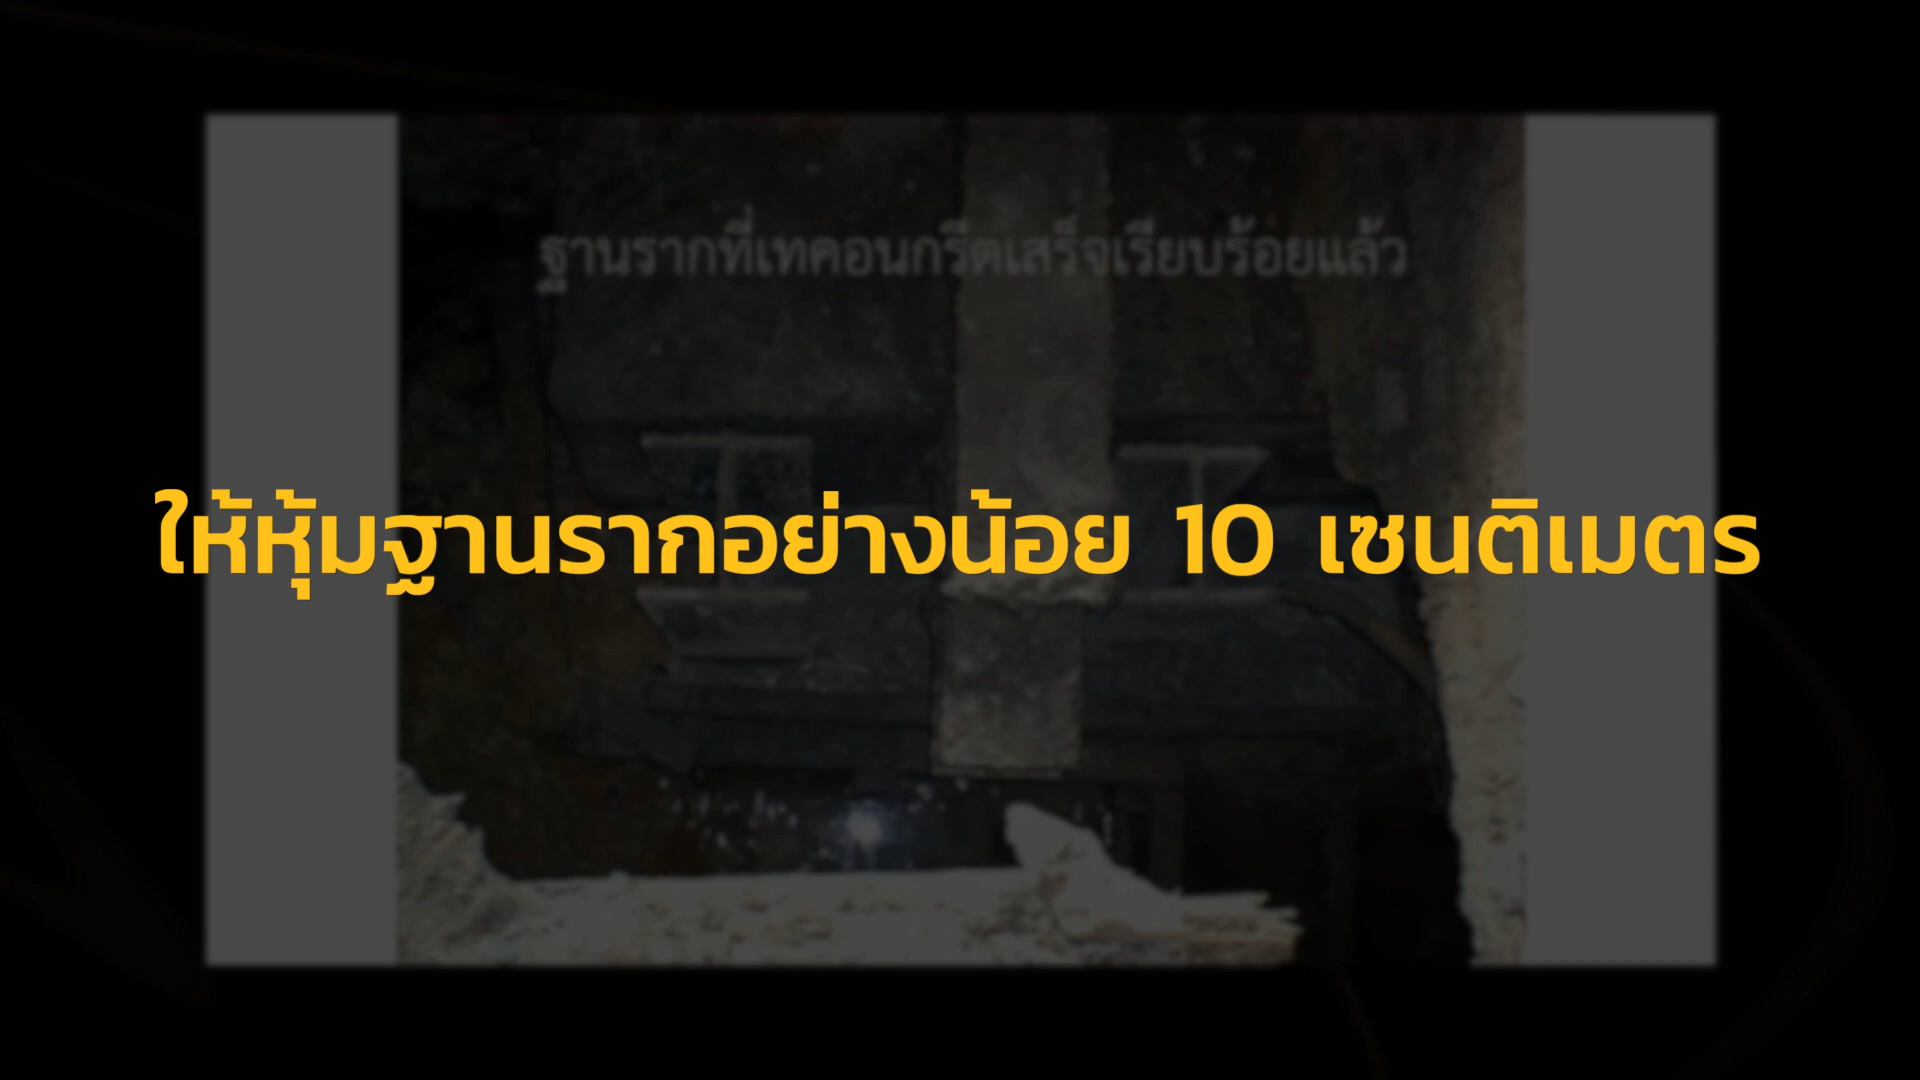 ฐานรากที่เทคอนกรีตเสร็จเรียบร้อยแล้ว
ให้หุ้มฐานรากอย่างน้อย 10 เซนติเมตร